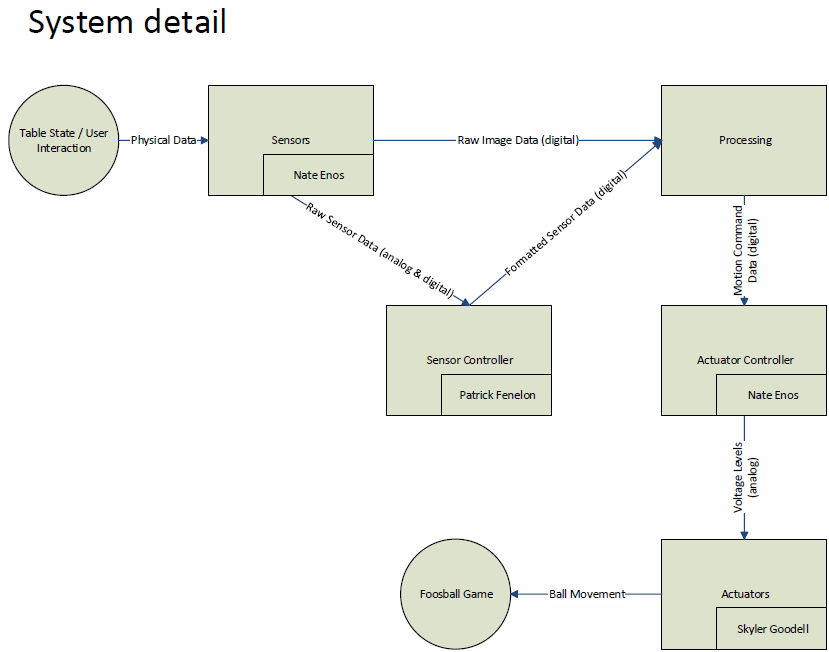 System detail
Table State / User
Interaction
Physical Data
Sensors
Nate Enos
Raw Image Data (digital)
Processing
Raw Sensor Data (analog & digital)
Formatted Sensor Data (digital)
Motion Command
Data (digital)
Sensor Controller
Patrick Fenelon
Actuator Controller
Nate Enos
Voltage Levels
(analog)
Foosball Game
Ball Movement
Actuators
Skyler Goodell